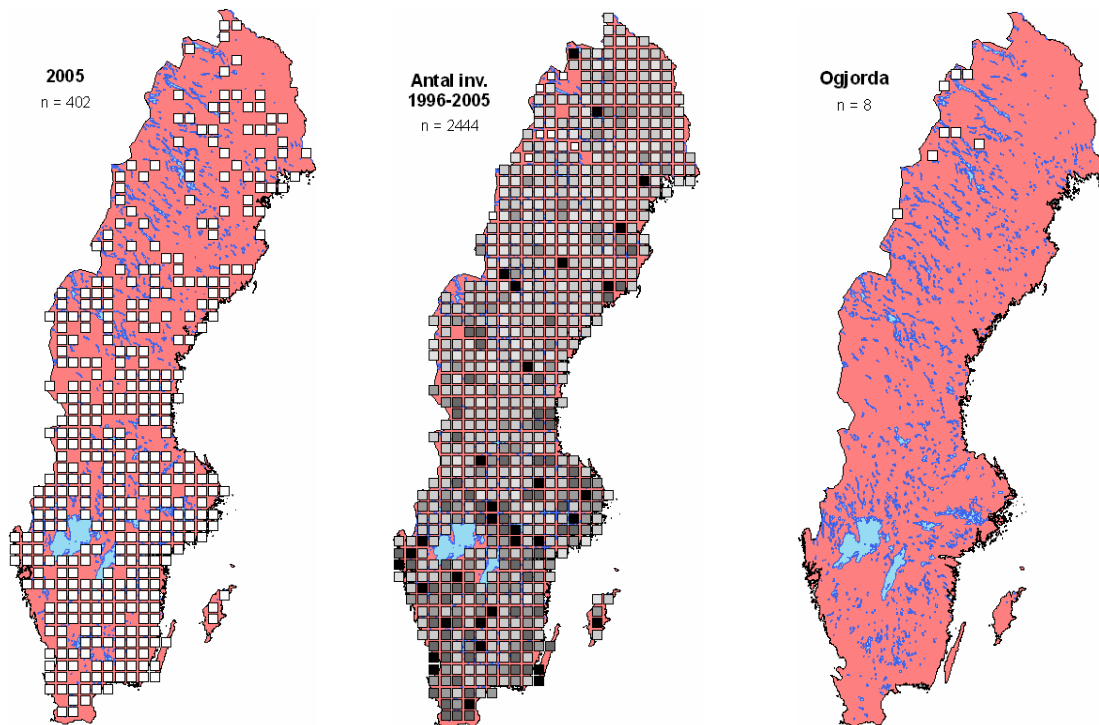 2005
n = 402
Antal inv.
1996-2005
n = 2444
Ogjorda
n = 8